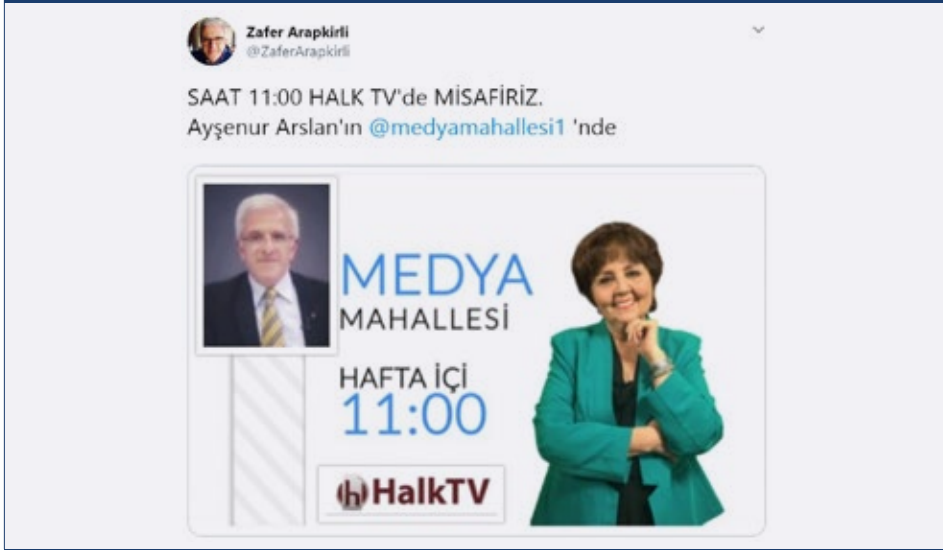 Zafer Arapkirli
@ZaferArapkirli
SAAT 11:00 HALK TV'de MİSAFİRİZ.
Ayşenur Arslan'ın @medyamahallesi1 'nde
MEDYA
MAHALLESİ
HAFTA İÇİ
11:00
h HalkTV